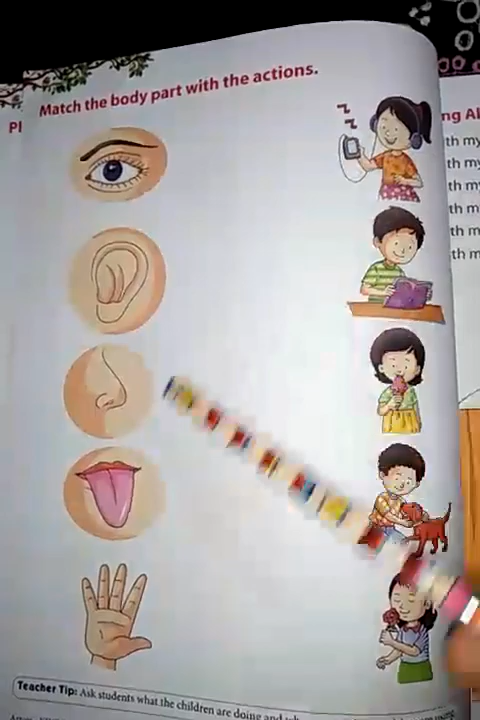 Match the body part with the actions.
Pl
ng Al
th my
th my
th my
th m
th m
th m
Teacher Tip: Ask students what the children are doing and